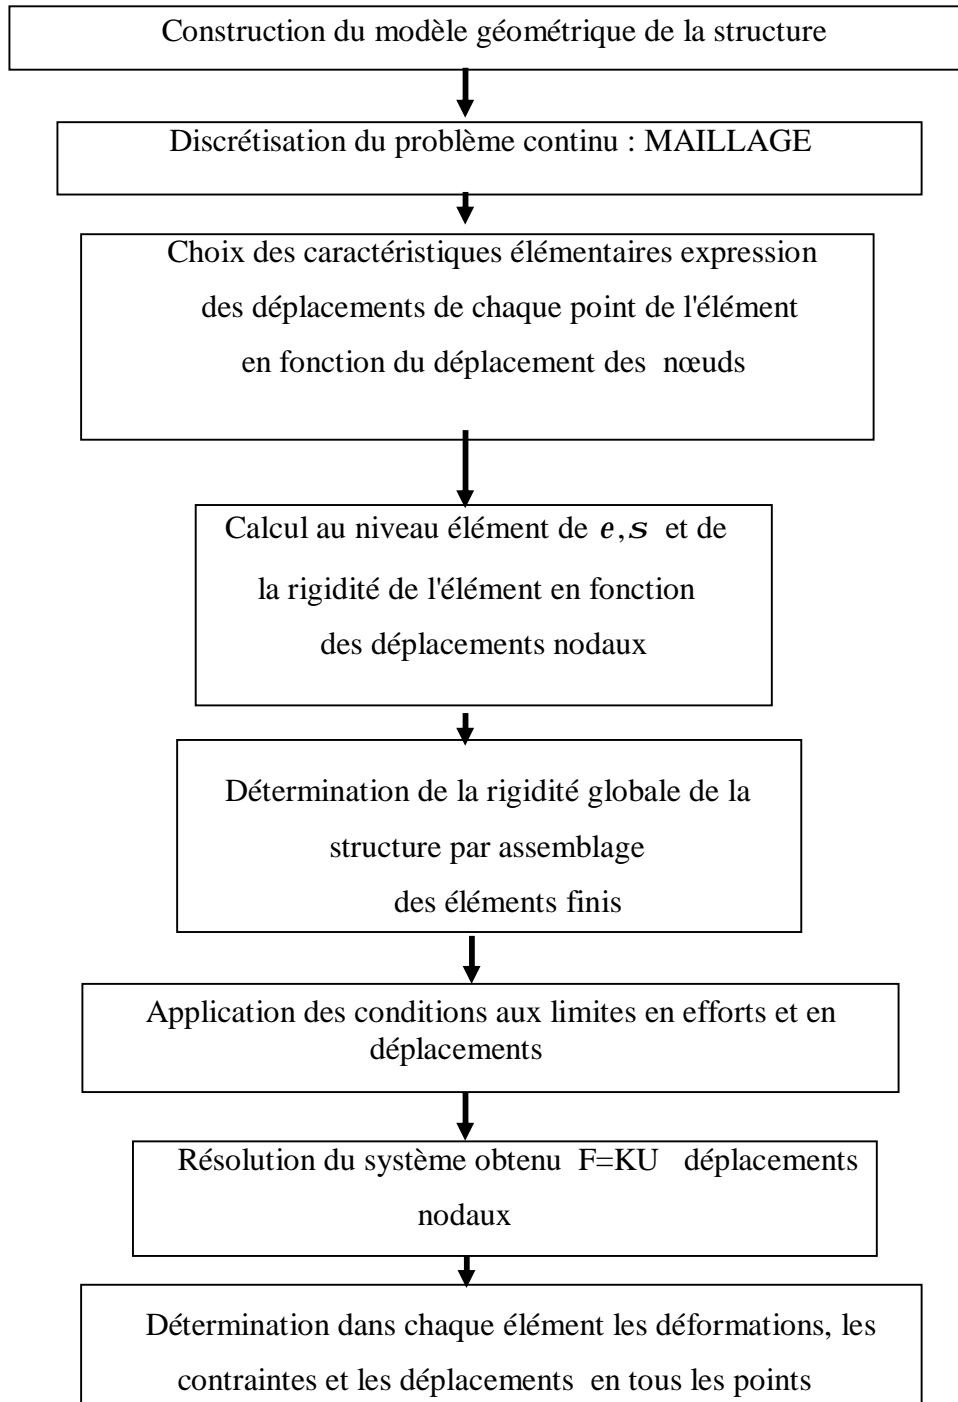 Construction du modèle géométrique de la structure
Discrétisation du problème continu : MAILLAGE
Choix des caractéristiques élémentaires expression
des déplacements de chaque point de l'élément
en fonction du déplacement des nœuds
Calcul au niveau élément de e,s et de
la rigidité de l'élément en fonction
des déplacements nodaux
Détermination de la rigidité globale de la
structure par assemblage
des éléments finis
Application des conditions aux limites en efforts et en
déplacements
Résolution du système obtenu F=KU déplacements
nodaux
Détermination dans chaque élément les déformations, les
contraintes et les déplacements en tous les points